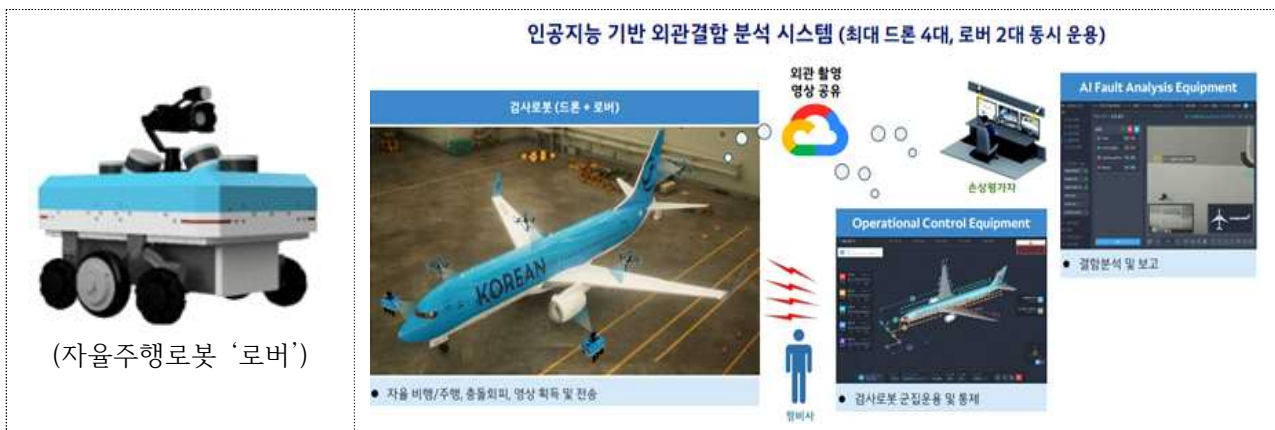 인공지능 기반 외관결함 분석 시스템 (최대 드론 4대, 로버 2대 동시 운용)
외관 촬영
영상 공유
AI Fault Analysis Equipment
검사로봇 (드론 + 로버)
KOREAN
손상평가자
Operational Control Equipment
● 결함분석 및 보고
(자율주행로봇 ‘로버’)
● 자율 비행/주행, 충돌회피, 영상 획득 및 전송
정비사
● 검사로봇 군집운용 및 통제